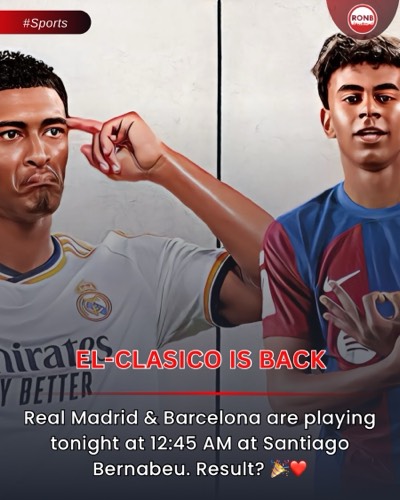 #Sports
RONB
Emirates
FLY BETTER
EL-CLASICO IS BACK
Real Madrid & Barcelona are playing
tonight at 12:45 AM at Santiago
Bernabeu. Result? 🎉❤️